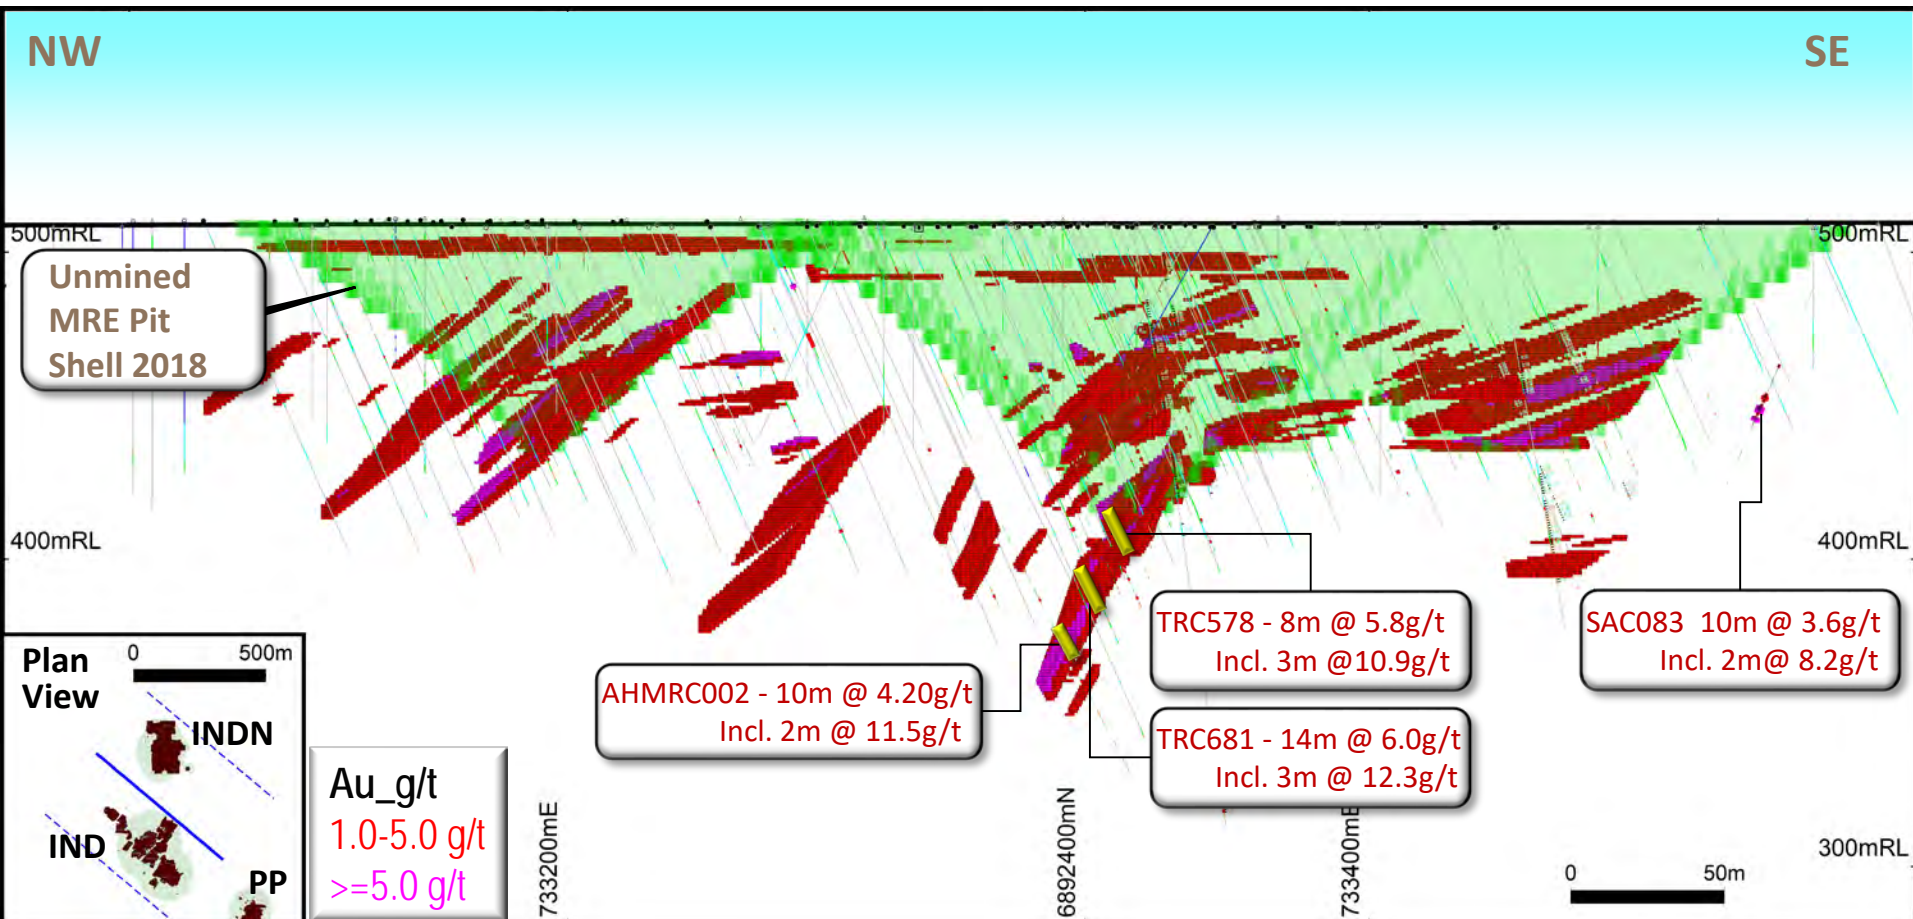 NW
SE
500mRL
500mRL
Unmined
MRE Pit
Shell 2018
400mRL
400mRL
TRC578 - 8m @ 5.8g/t
Incl. 3m @10.9g/t
SAC083 10m @ 3.6g/t
Incl. 2m@ 8.2g/t
AHMRC002 - 10m @ 4.20g/t
Incl. 2m @ 11.5g/t
TRC681 - 14m @ 6.0g/t
Incl. 3m @ 12.3g/t
Plan
View
0 500m
INDN
IND
PP
Au_g/t
1.0-5.0 g/t
>=5.0 g/t
733200mE
6892400mN
733400mE
300mRL
0 50m